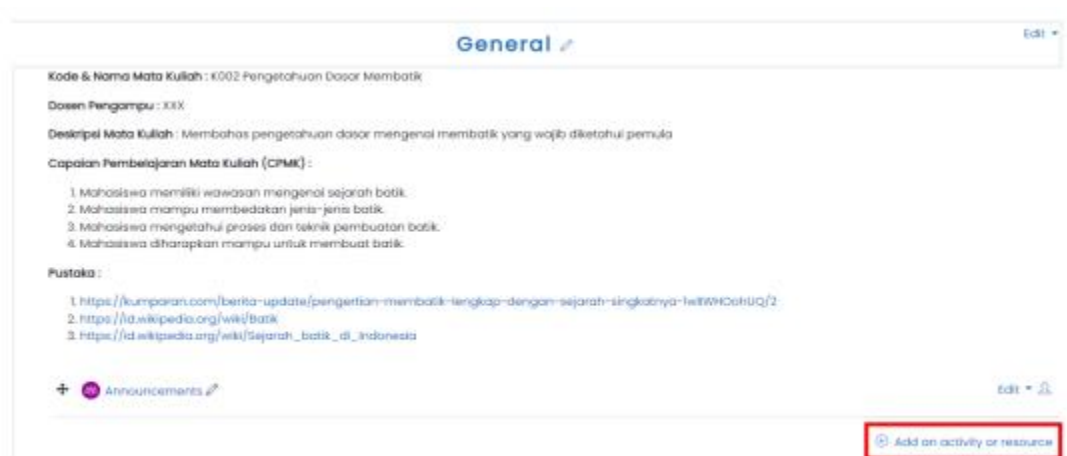 General
Edit
Kode & Nama Mata Kuliah : K002 Pengetahuan Dasar Membatik
Dosen Pengampu : XXX
Deskripsi Mata Kuliah : Membahas pengetahuan dasar mengenai membatik yang wajib diketahui pemula
Capaian Pembelajaran Mata Kuliah (CPMK) :
1. Mahasiswa memiliki wawasan mengenai sejarah batik.
2. Mahasiswa mampu membedakan jenis-jenis batik.
3. Mahasiswa mengetahui proses dan teknik pembuatan batik.
4. Mahasiswa diharapkan mampu untuk membuat batik.
Pustaka :
1.
2. https://id.wikipedia.org/wiki/Batik
3. https://id.wikipedia.org/wiki/Sejarah_batik_di_Indonesia
Announcements
Edit
Add an activity or resource